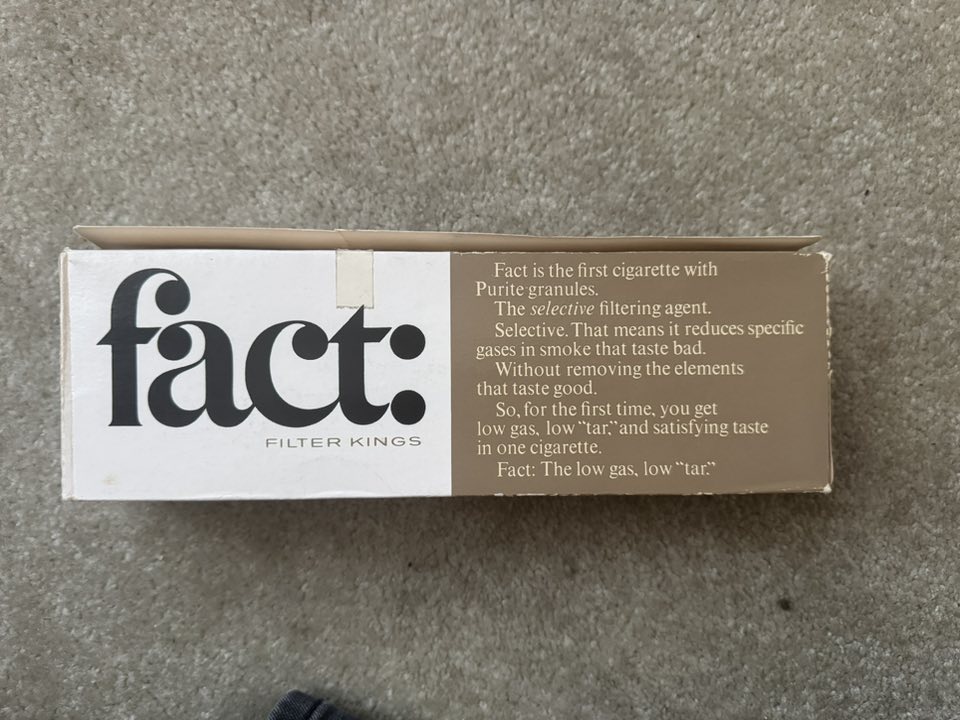 fact:
FILTER KINGS
Fact is the first cigarette with
Purite granules.
The selective filtering agent.
Selective. That means it reduces specific
gases in smoke that taste bad.
Without removing the elements
that taste good.
So, for the first time, you get
low gas, low “tar,” and satisfying taste
in one cigarette.
Fact: The low gas, low “tar.”